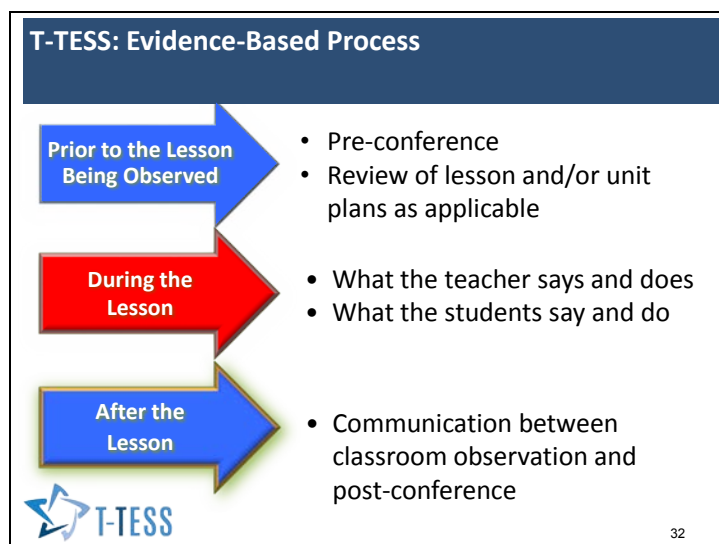 T-TESS: Evidence-Based Process
Prior to the Lesson
Being Observed
• Pre-conference
• Review of lesson and/or unit
plans as applicable
During the
Lesson
• What the teacher says and does
• What the students say and do
After the
Lesson
• Communication between
classroom observation and
post-conference
T-TESS
32